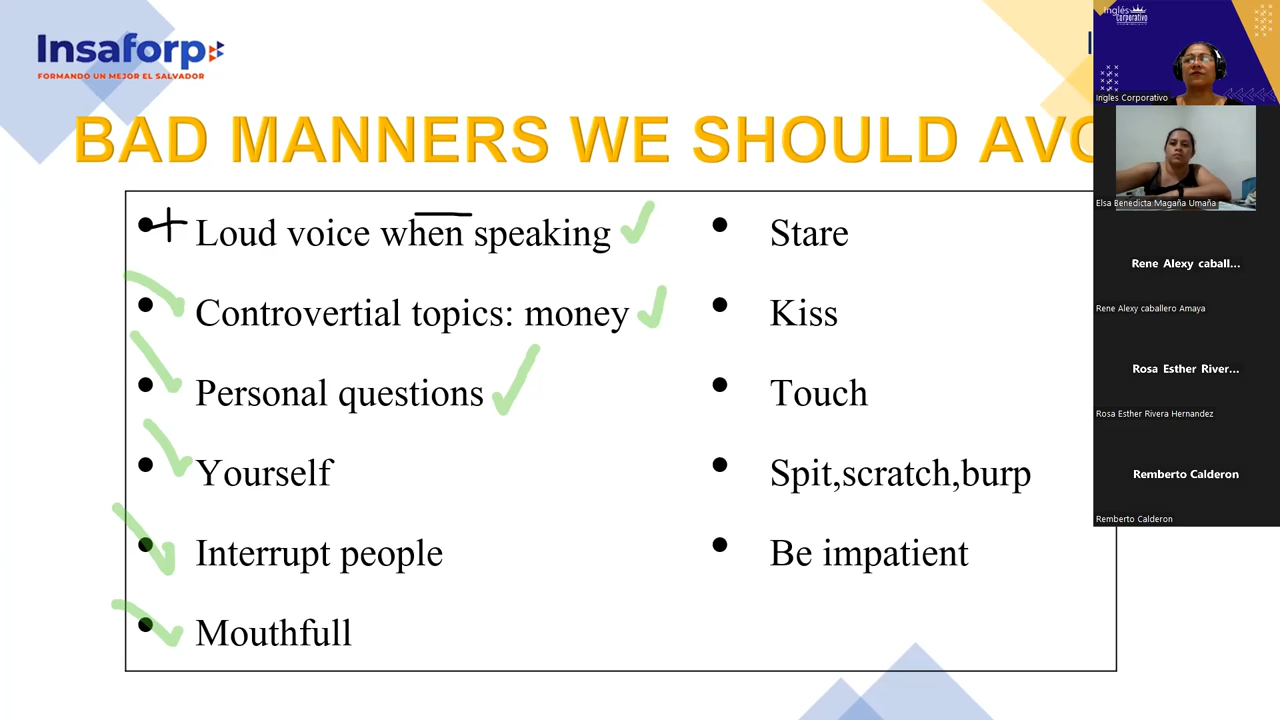 Insaforp
FORMANDO UN MEJOR EL SALVADOR
BAD MANNERS WE SHOULD AVO
• Loud voice when speaking
• Controvertial topics: money
• Personal questions
• Yourself
• Interrupt people
• Mouthfull
• Stare
• Kiss
• Touch
• Spit,scratch,burp
• Be impatient
Inglés
Corporativo
Ingles Corporativo
Elsa Benedicta Magaña Umaña
Rene Alexy caball...
Rene Alexy caballero Amaya
Rosa Esther River...
Rosa Esther Rivera Hernandez
Remberto Calderon
Remberto Calderon